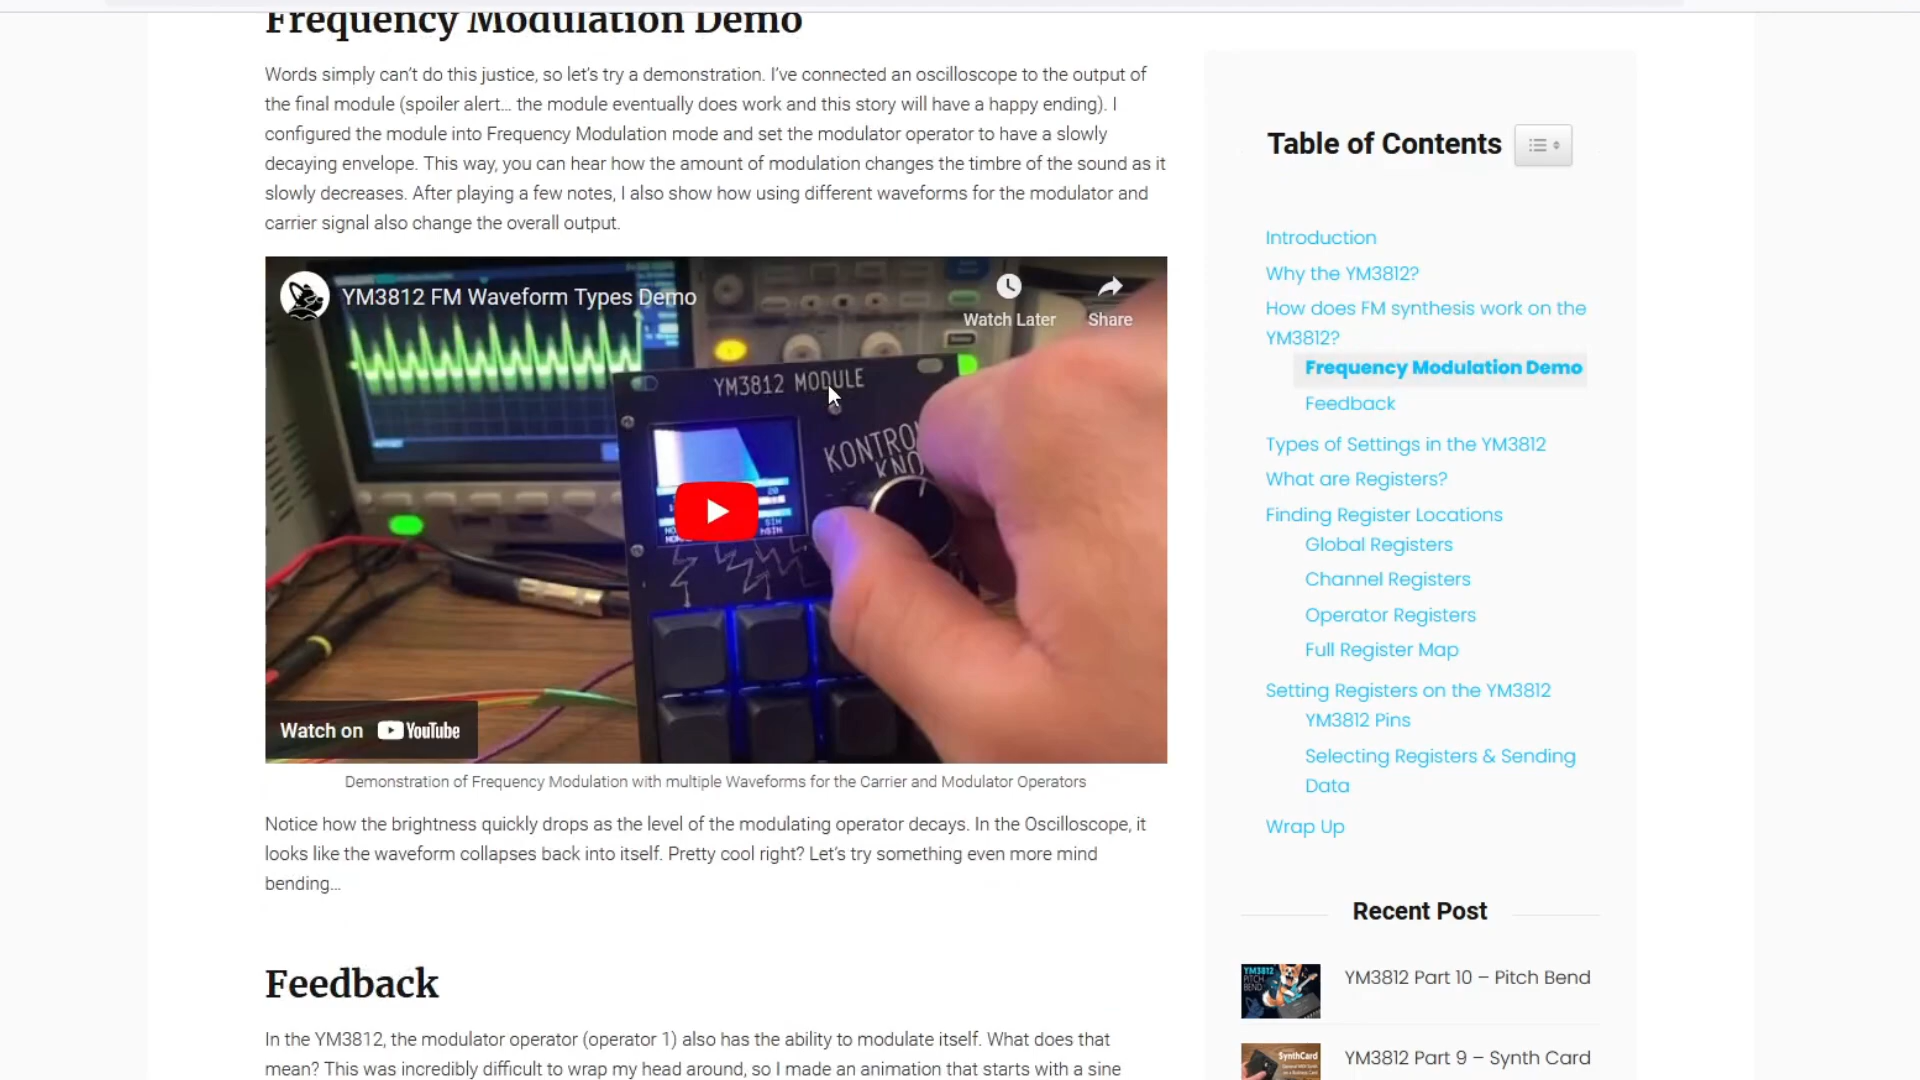 Frequency Modulation Demo
Words simply can't do this justice, so let's try a demonstration. I've connected an oscilloscope to the output of
the final module (spoiler alert... the module eventually does work and this story will have a happy ending). I
configured the module into Frequency Modulation mode and set the modulator operator to have a slowly
decaying envelope. This way, you can hear how the amount of modulation changes the timbre of the sound as it
slowly decreases. After playing a few notes, I also show how using different waveforms for the modulator and
carrier signal also change the overall output.
YM3812 FM Waveform Types Demo
Watch Later
Share
YM3812 MODULE
Watch on YouTube
Demonstration of Frequency Modulation with multiple Waveforms for the Carrier and Modulator Operators
Notice how the brightness quickly drops as the level of the modulating operator decays. In the Oscilloscope, it
looks like the waveform collapses back into itself. Pretty cool right? Let's try something even more mind
bending...
Feedback
In the YM3812, the modulator operator (operator 1) also has the ability to modulate itself. What does that
mean? This was incredibly difficult to wrap my head around, so I made an animation that starts with a sine
Table of Contents
Introduction
Why the YM3812?
How does FM synthesis work on the
YM3812?
Frequency Modulation Demo
Feedback
Types of Settings in the YM3812
What are Registers?
Finding Register Locations
Global Registers
Channel Registers
Operator Registers
Full Register Map
Setting Registers on the YM3812
YM3812 Pins
Selecting Registers & Sending
Data
Wrap Up
Recent Post
YM3812
PITCH
BEND
YM3812 Part 10 – Pitch Bend
SynthCard
YM3812 Part 9 – Synth Card